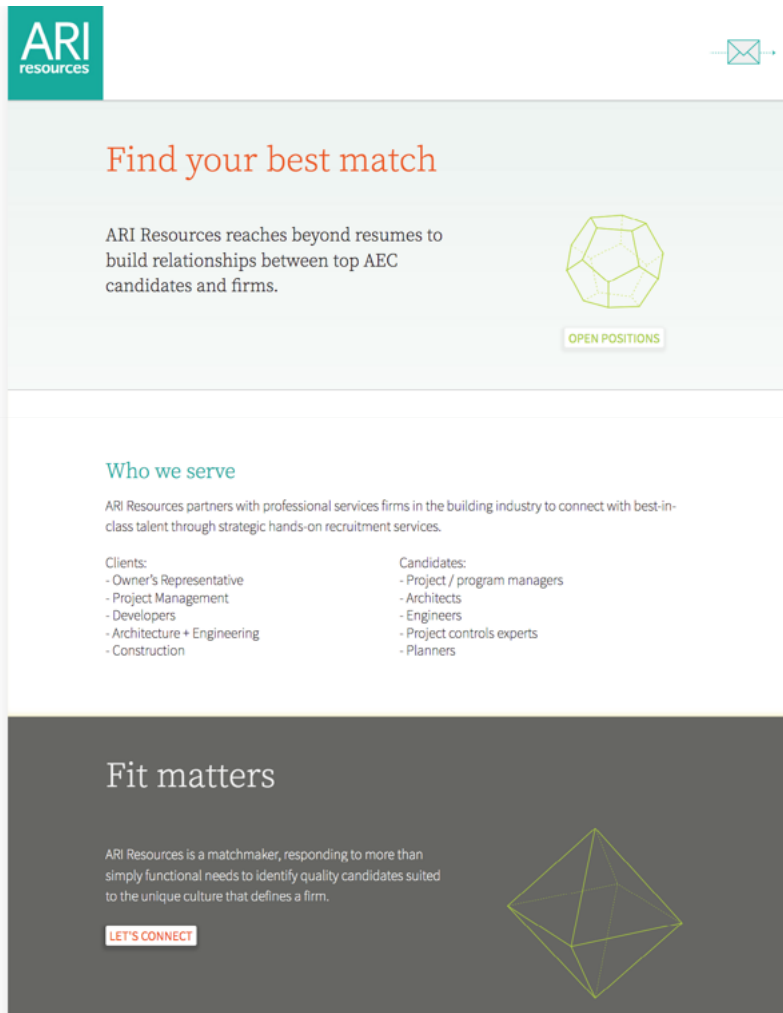 ARI
resources
Find your best match
ARI Resources reaches beyond resumes to
build relationships between top AEC
candidates and firms.
OPEN POSITIONS
Who we serve
ARI Resources partners with professional services firms in the building industry to connect with best-in-
class talent through strategic hands-on recruitment services.
Clients:
- Owner's Representative
- Project Management
- Developers
- Architecture + Engineering
- Construction
Candidates:
- Project / program managers
- Architects
- Engineers
- Project controls experts
- Planners
Fit matters
ARI Resources is a matchmaker, responding to more than
simply functional needs to identify quality candidates suited
to the unique culture that defines a firm.
LET'S CONNECT